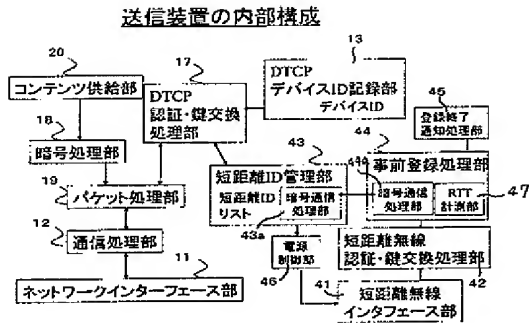 送信装置の内部構成
20
コンテンツ供給部
17
DTCP
認証・鍵交換
処理部
13
DTCP
デバイスID記録部
デバイスID
45
登録終了
通知処理部
18
暗号処理部
43
短距離ID管理部
短距離ID
リスト
暗号通信
処理部
43a
44
事前登録処理部
44a
暗号通信
処理部
RTT
計測部
47
19
パケット処理部
12
通信処理部
11
ネットワークインターフェース部
電源
制御部
46
短距離無線
認証・鍵交換処理部
42
41
短距離無線
インタフェース部